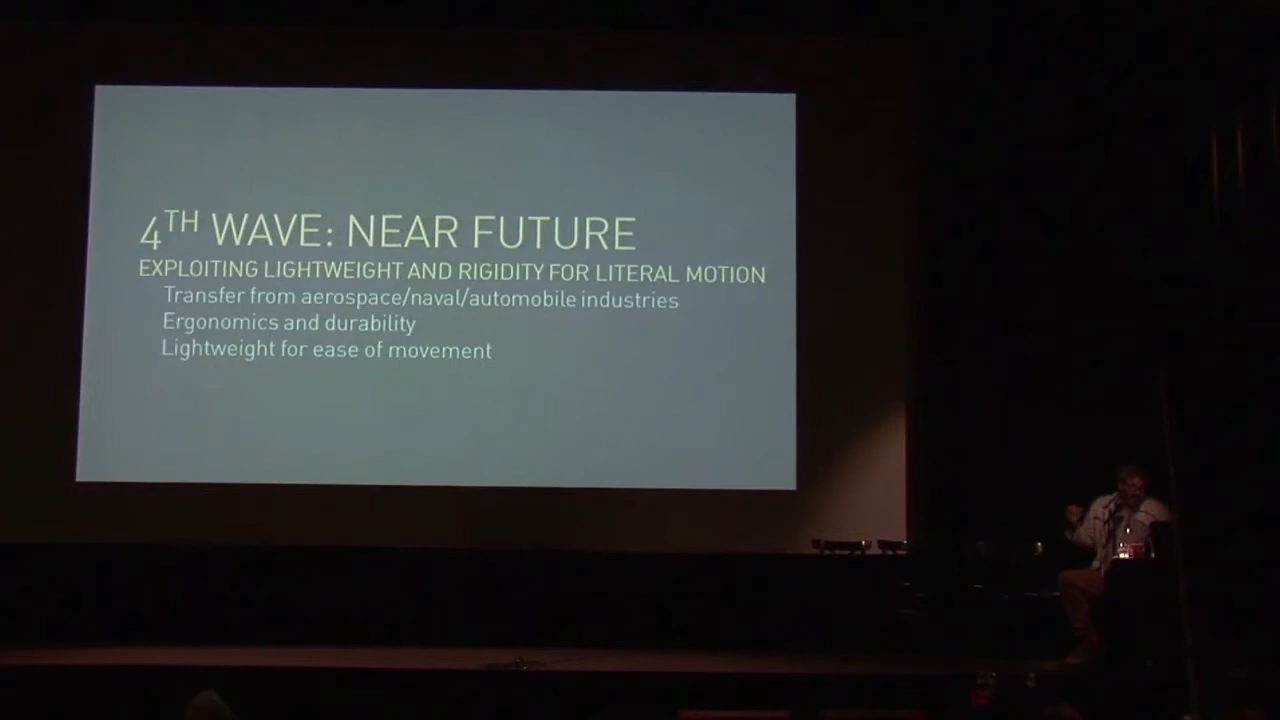 4TH WAVE: NEAR FUTURE
EXPLOITING LIGHTWEIGHT AND RIGIDITY FOR LITERAL MOTION
Transfer from aerospace/naval/automobile industries
Ergonomics and durability
Lightweight for ease of movement